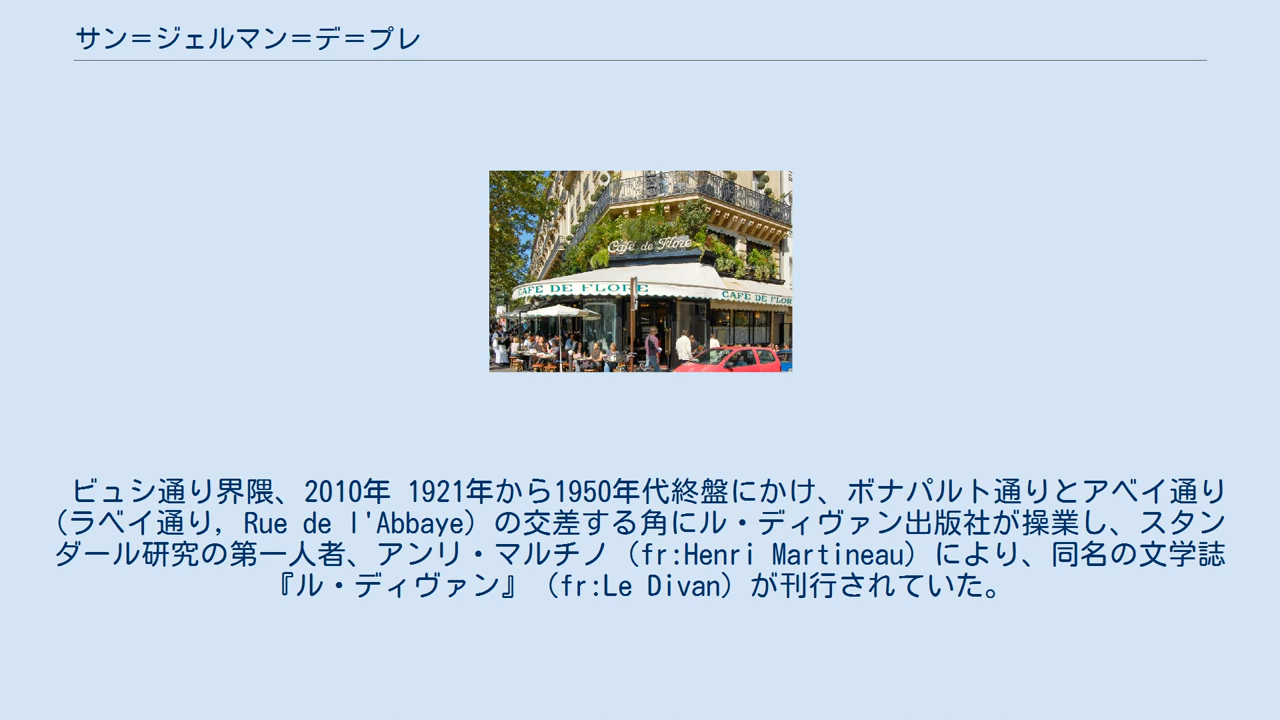 サン＝ジェルマン＝デ＝プレ
Café de Flore
CAFE DE FLORE
CAFE DE FLOR
ビュシ通り界隈、2010年 1921年から1950年代終盤にかけ、ボナパルト通りとアベイ通り
(ラベイ通り, Rue de l'Abbaye) の交差する角にル・ディヴァン出版社が操業し、スタン
ダール研究の第一人者、アンリ・マルチノ (fr:Henri Martineau) により、同名の文学誌
『ル・ディヴァン』 (fr:Le Divan) が刊行されていた。